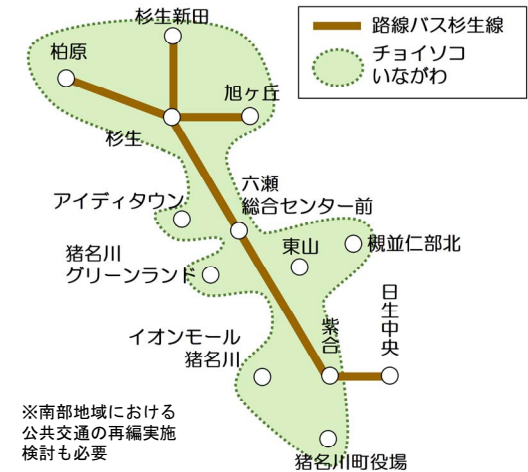 杉生新田
路線バス杉生線
チョイソコ
いながわ
柏原
旭ヶ丘
杉生
六瀬
総合センター前
アイディタウン
東山
槻並仁部北
猪名川
グリーンランド
日生中央
紫合
イオンモール
猪名川
※南部地域における
公共交通の再編実施
検討も必要
猪名川町役場